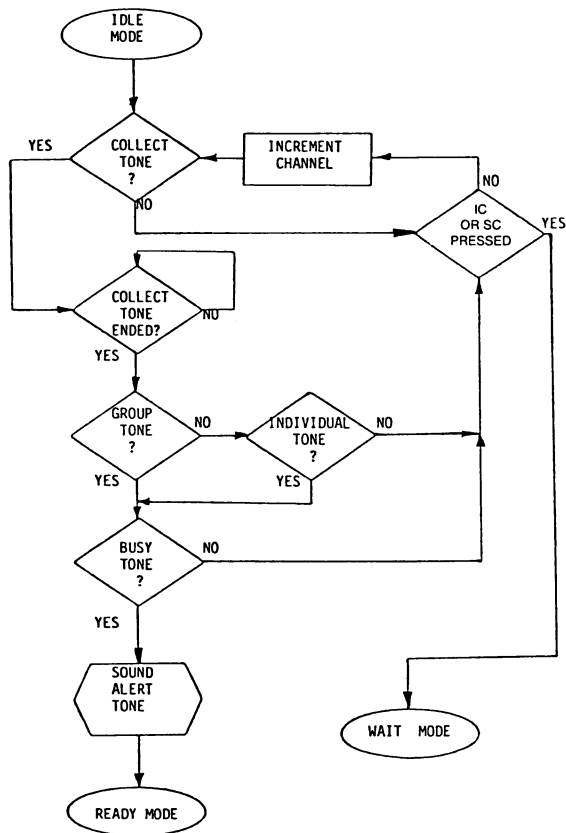 IDLE
MODE
YES
COLLECT
TONE
?
NO
INCREMENT
CHANNEL
NO
IC
OR SC
PRESSED
YES
COLLECT
TONE
ENDED?
NO
YES
GROUP
TONE
?
NO
YES
INDIVIDUAL
TONE
?
NO
YES
BUSY
TONE
?
NO
YES
SOUND
ALERT
TONE
WAIT MODE
READY MODE